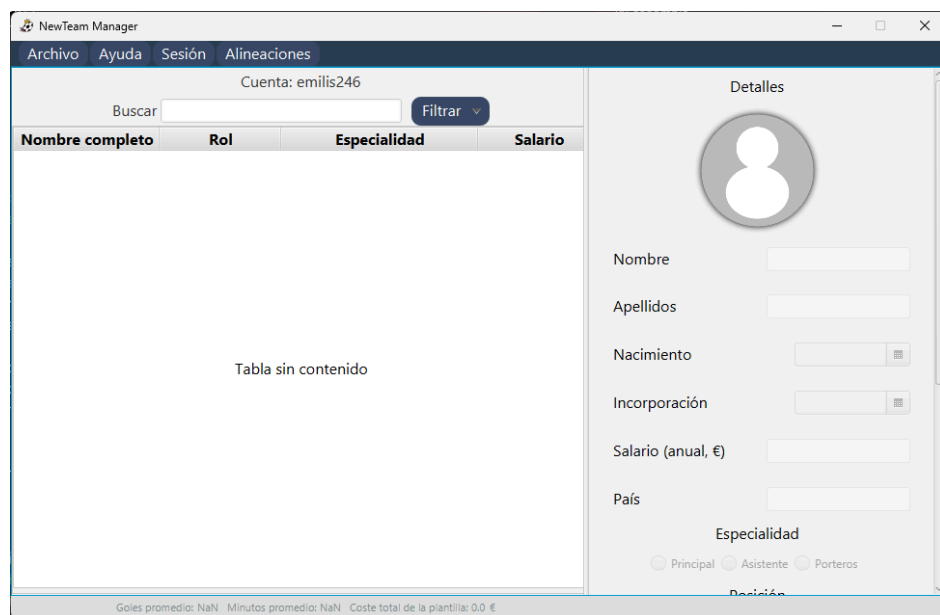 NewTeam Manager
Archivo Ayuda Sesión Alineaciones
Cuenta: emilis246
Buscar Filtrar
Nombre completo Rol Especialidad Salario
Tabla sin contenido
Detalles
Nombre
Apellidos
Nacimiento
Incorporación
Salario (anual, €)
País
Especialidad
Principal Asistente Porteros
Posición
Goles promedio: NaN Minutos promedio: NaN Coste total de la plantilla: 0.0 €